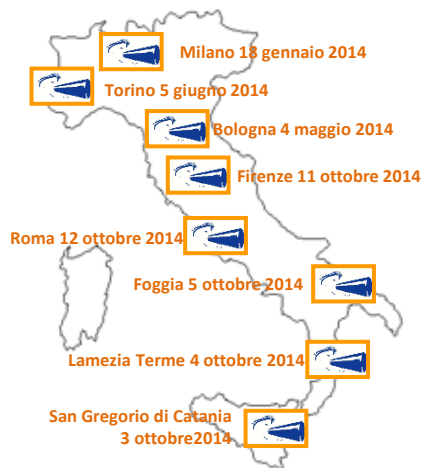 Milano 18 gennaio 2014
Torino 5 giugno 2014
Bologna 4 maggio 2014
Firenze 11 ottobre 2014
Roma 12 ottobre 2014
Foggia 5 ottobre 2014
Lamezia Terme 4 ottobre 2014
San Gregorio di Catania
3 ottobre2014